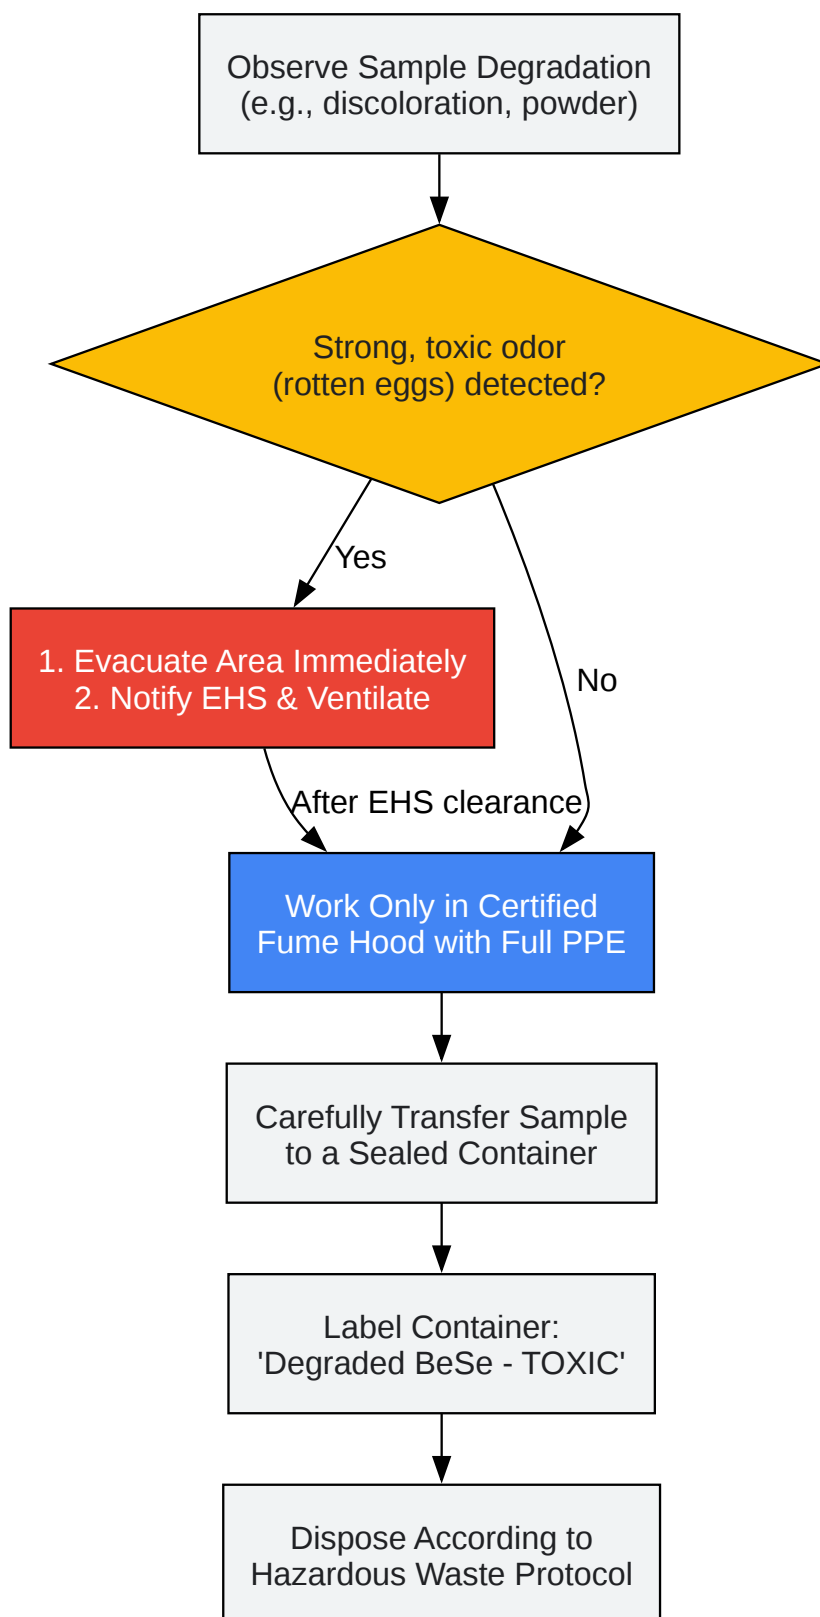 Observe Sample Degradation
(e.g., discoloration, powder)
Strong, toxic odor
(rotten eggs) detected?
Yes
1. Evacuate Area Immediately
2. Notify EHS & Ventilate
No
After EHS clearance
Work Only in Certified
Fume Hood with Full PPE
Carefully Transfer Sample
to a Sealed Container
Label Container:
'Degraded BeSe - TOXIC'
Dispose According to
Hazardous Waste Protocol